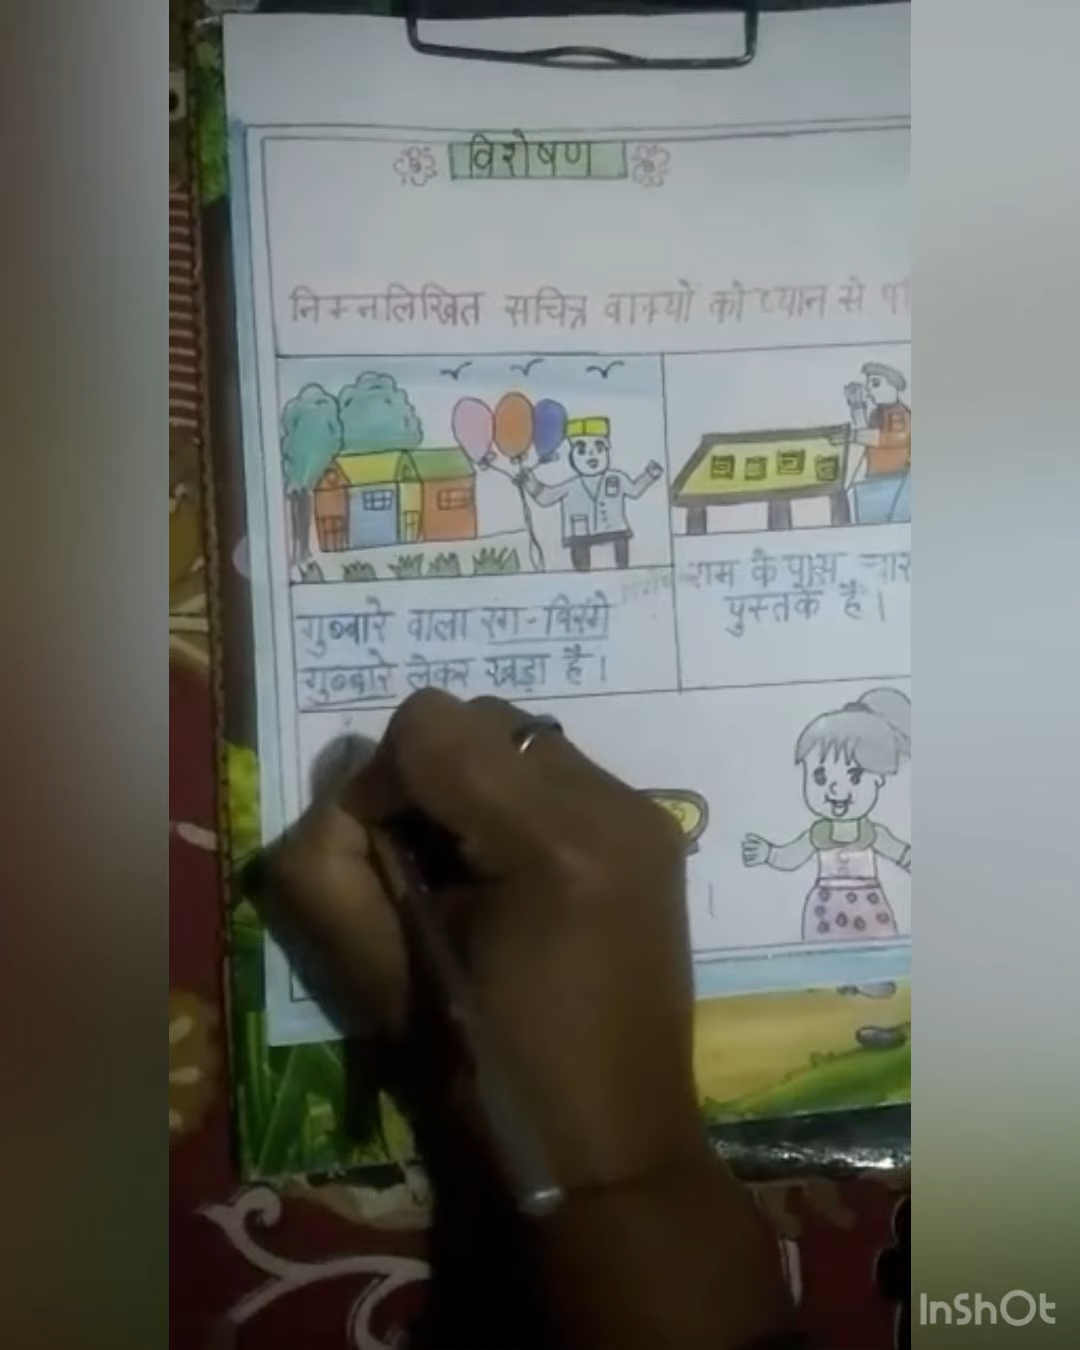 विशेषण
निम्नलिखित सचित्र वाक्यो को ध्यान से
गुब्बारे वाला रंग-बिरंगे
गुब्बारे लेकर खड़ा है।
राम के पास चार
पुस्तकें है।
InShOt